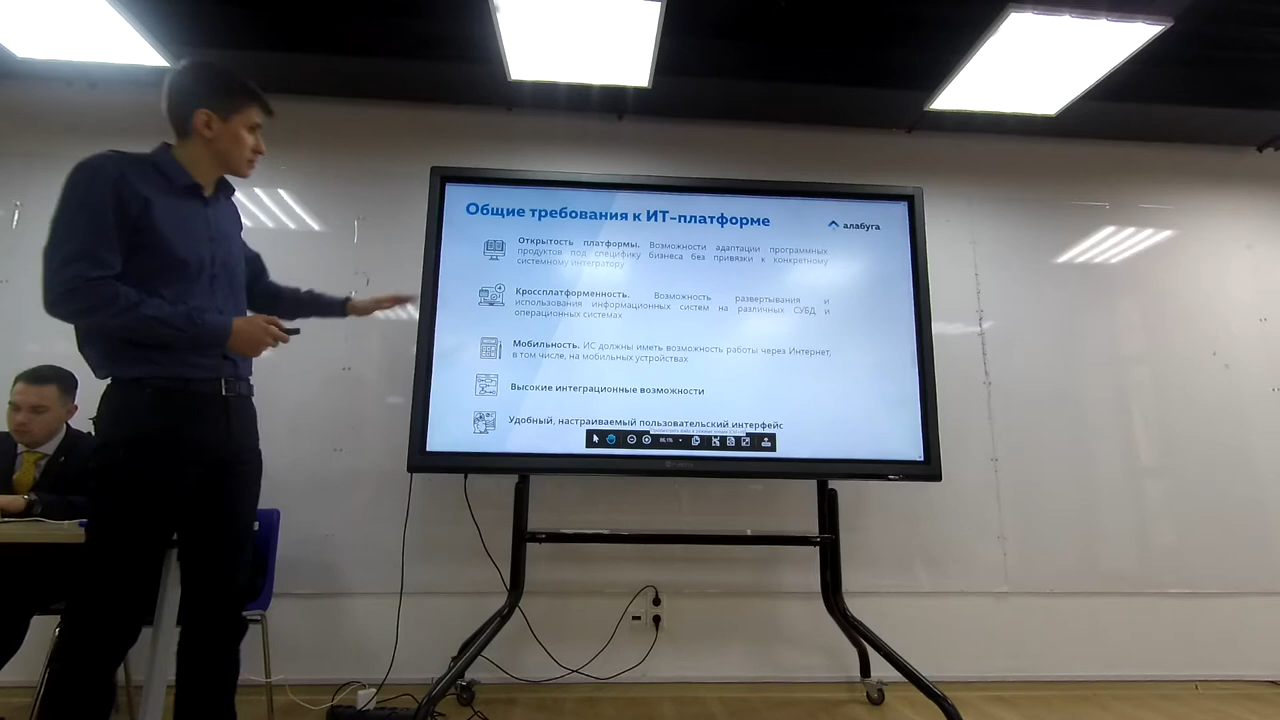 Общие требования к ИТ-платформе
алабуга
Открытость платформы. Возможности адаптации программных
продуктов под специфику бизнеса без привязки к конкретному
системному интегратору
Кроссплатформенность. Возможность развертывания и
использования информационных систем на различных СУБД и
операционных системах
Мобильность. ИС должны иметь возможность работы через Интернет,
в том числе, на мобильных устройствах
Высокие интеграционные возможности
Удобный, настраиваемый пользовательский интерфейс